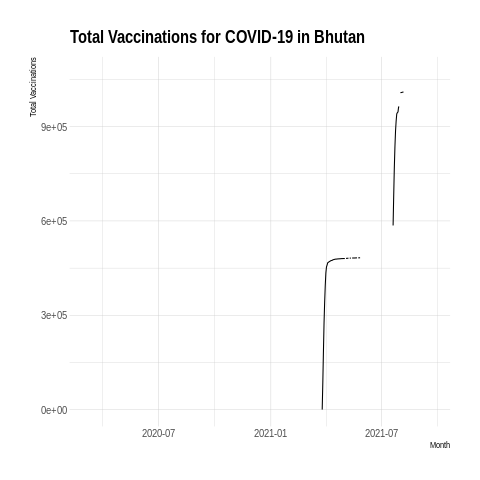 Total Vaccinations for COVID-19 in Bhutan
Total Vaccinations
9e+05
6e+05
3e+05
0e+00
2020-07 2021-01 2021-07
Month